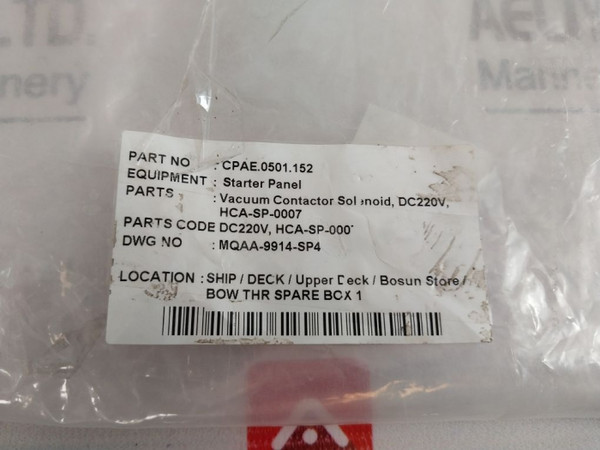 LTD.
PART NO : CPAE.0501.152
EQUIPMENT : Starter Panel
PARTS : Vacuum Contactor Solenoid, DC220V,
HCA-SP-0007
PARTS CODE DC220V, HCA-SP-000
DWG NO : MQAA-9914-SP4
LOCATION : SHIP / DECK / Upper Deck / Bosun Store /
BOW THR SPARE BOX 1